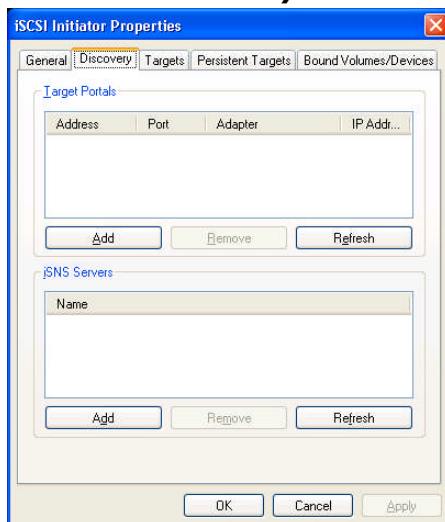 iSCSI Initiator Properties
General Discovery Targets Persistent Targets Bound Volumes/Devices
Target Portals
Address Port Adapter IP Addr...
Add Remove Refresh
iSNS Servers
Name
Add Remove Refresh
OK Cancel Apply